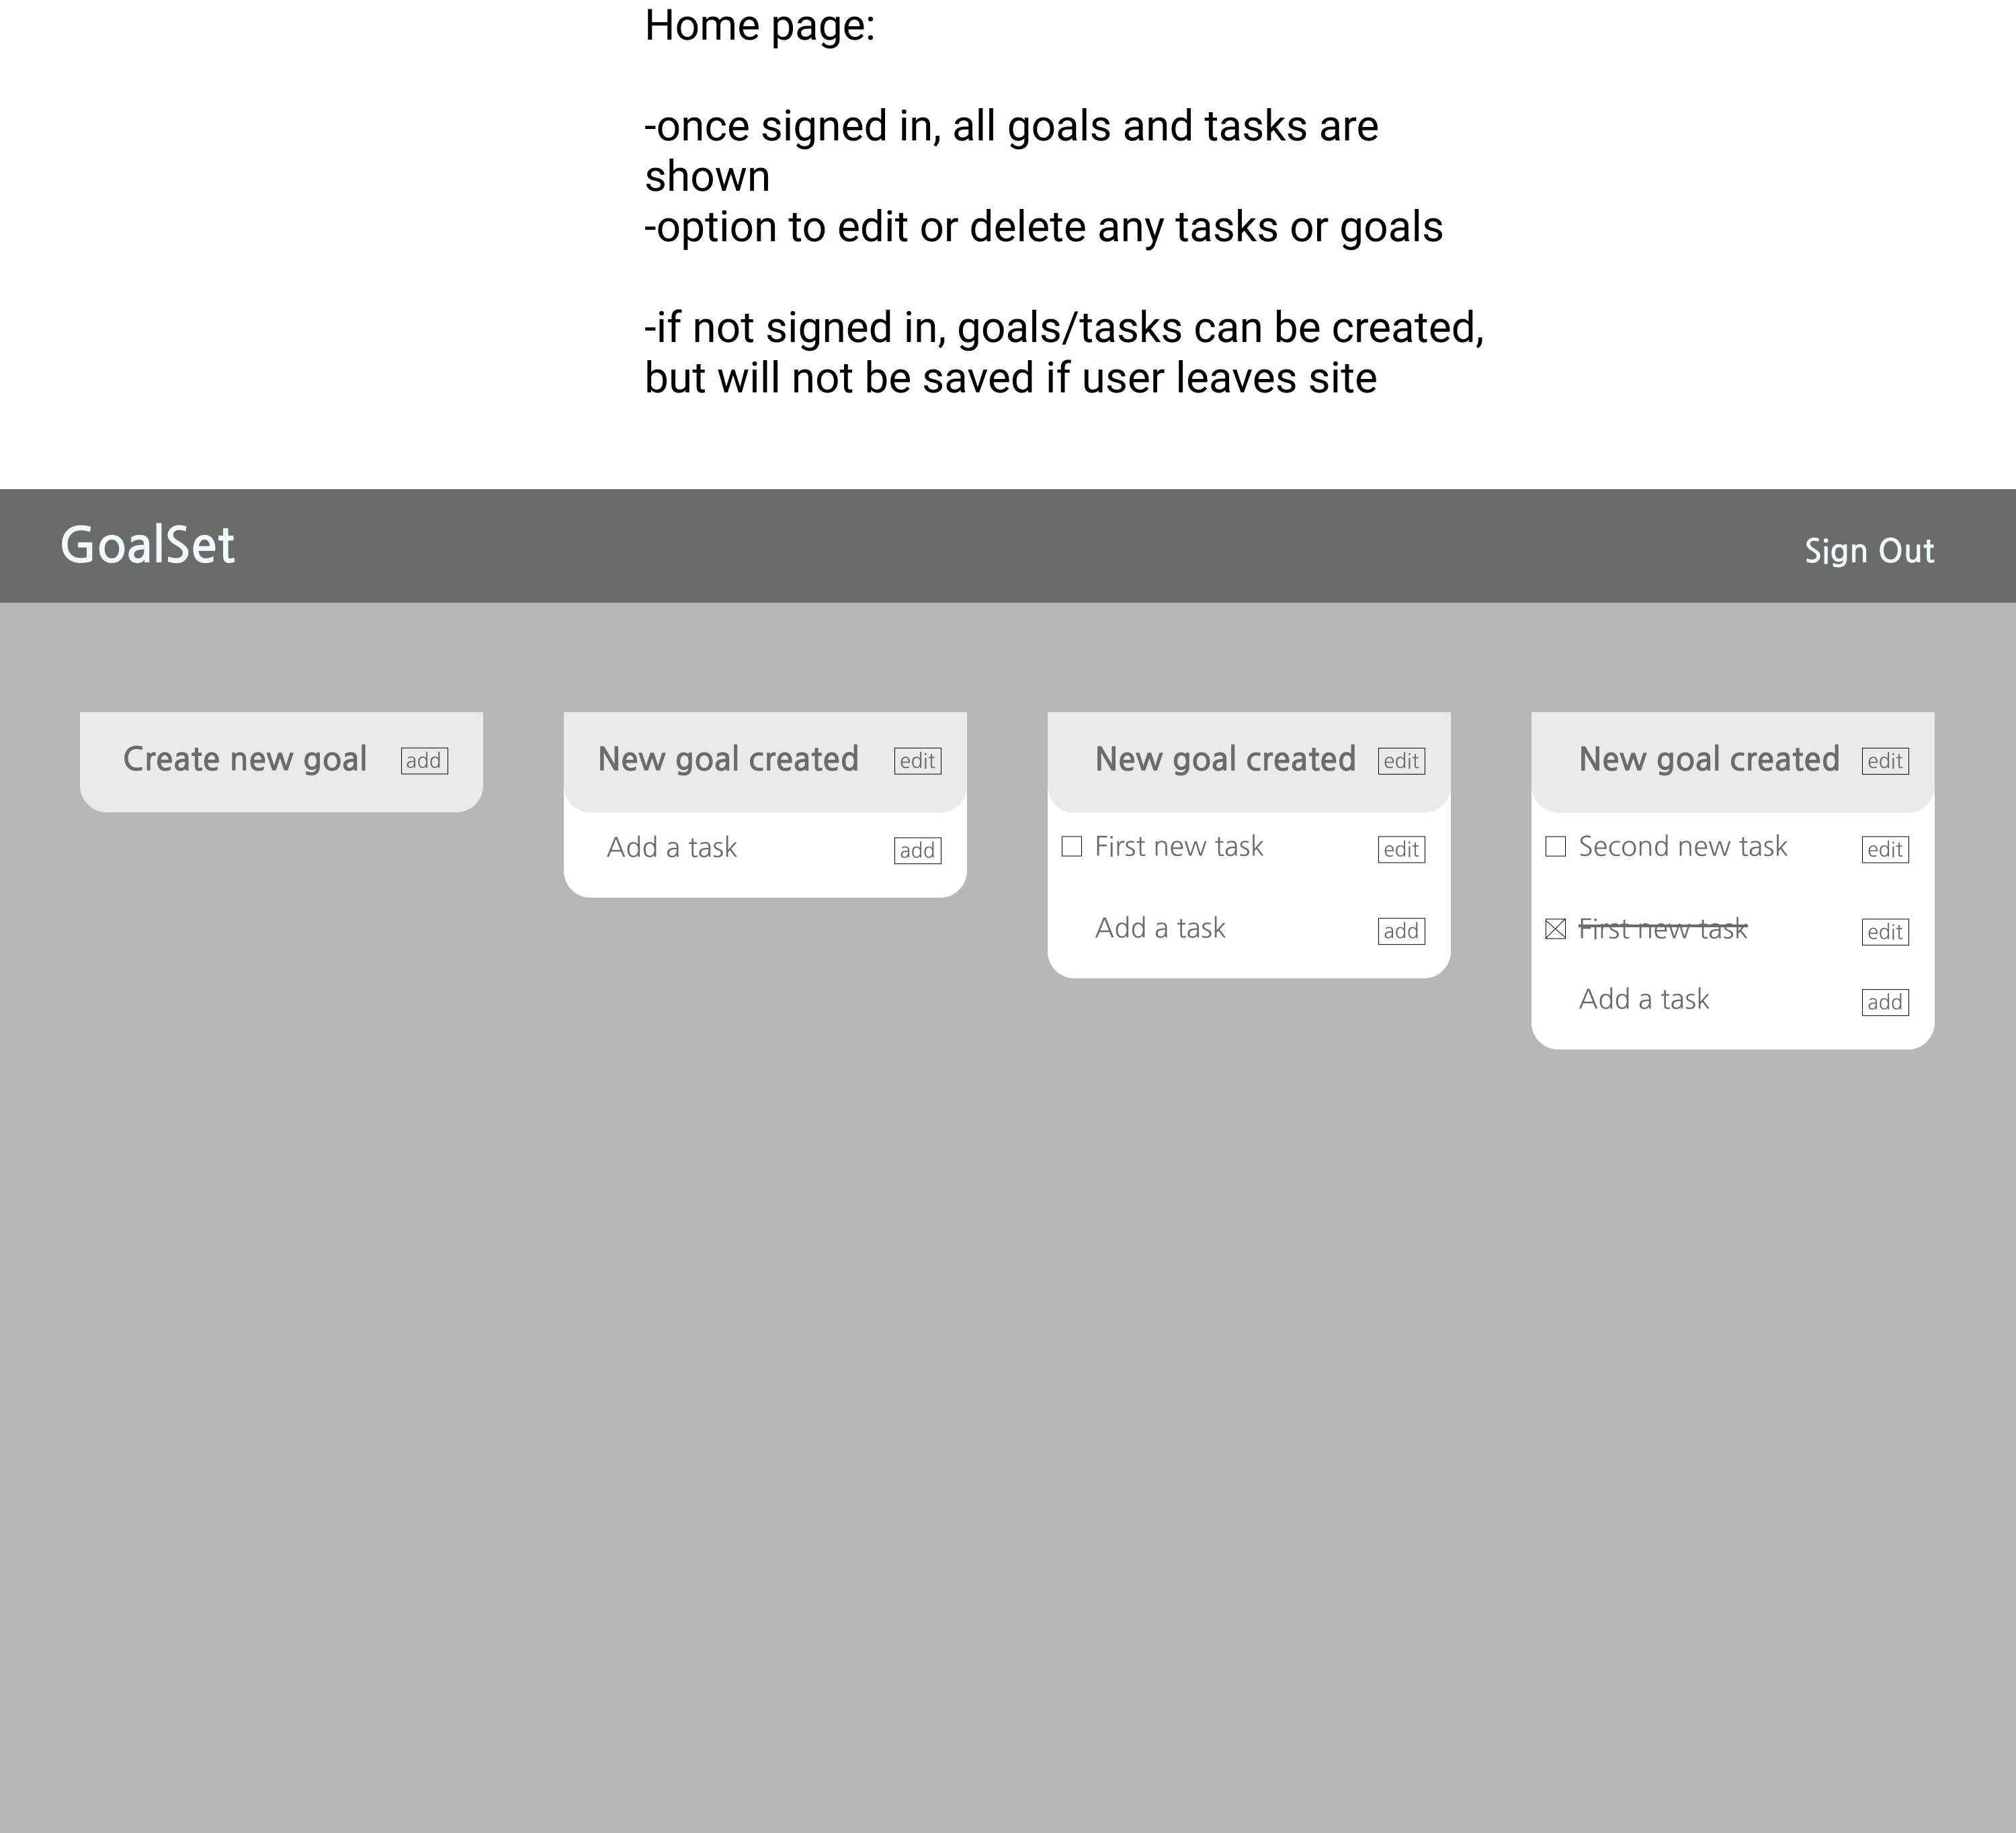 Home page:
-once signed in, all goals and tasks are
shown
-option to edit or delete any tasks or goals
-if not signed in, goals/tasks can be created,
but will not be saved if user leaves site
GoalSet
Sign Out
Create new goal add
New goal created edit
Add a task add
New goal created edit
First new task edit
Add a task add
New goal created edit
Second new task edit
First new task edit
Add a task add